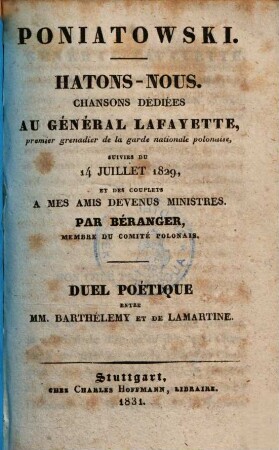 PONIATOWSKI.
HATONS-NOUS.
CHANSONS DÉDIÉES
AU GÉNÉRAL LAFAYETTE,
premier grenadier de la garde nationale polonaise,
SUIVIES DU
14 JUILLET 1829,
ET DES COUPLETS
A MES AMIS DEVENUS MINISTRES.
PAR BÉRANGER,
MEMBRE DU COMITÉ POLONAIS.
DUEL POÉTIQUE
ENTRE
MM. BARTHÉLEMY ET DE LAMARTINE.
Stuttgart,
CHEZ CHARLES HOFFMANN, LIBRAIRE.
1831.